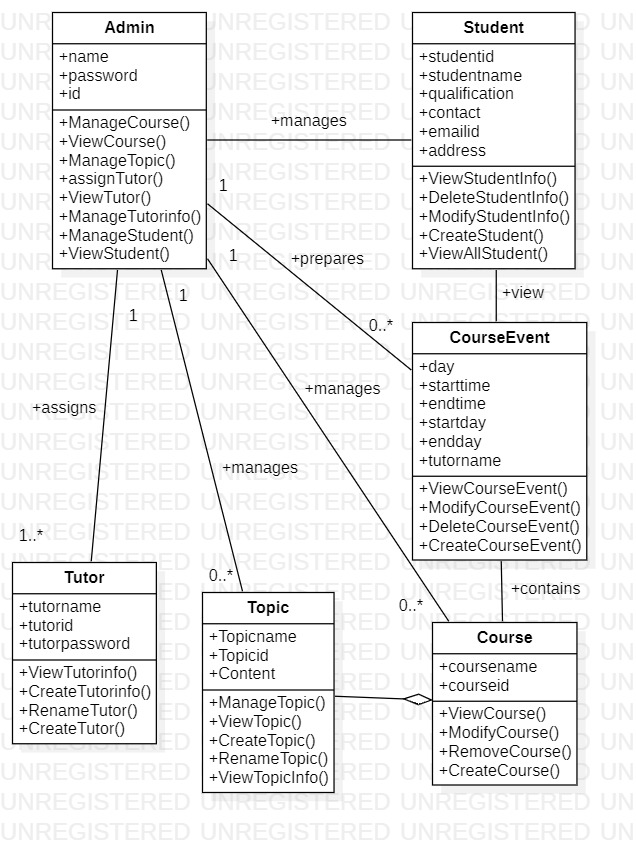 Admin
+name
+password
+id
+ManageCourse()
+ViewCourse()
+ManageTopic()
+assignTutor()
+ViewTutor()
+ManageTutorinfo()
+ManageStudent()
+ViewStudent()
Student
+studentid
+studentname
+qualification
+contact
+emailid
+address
+ViewStudentInfo()
+DeleteStudentInfo()
+ModifyStudentInfo()
+CreateStudent()
+ViewAllStudent()
+manages
1
+prepares
0..*
1
+manages
0..*
1
+manages
0..*
1
+assigns
1..*
+view
CourseEvent
+day
+starttime
+endtime
+startday
+endday
+tutorname
+ViewCourseEvent()
+ModifyCourseEvent()
+DeleteCourseEvent()
+CreateCourseEvent()
+contains
Tutor
+tutorname
+tutorid
+tutorpassword
+ViewTutorinfo()
+CreateTutorinfo()
+RenameTutor()
+CreateTutor()
Topic
+Topicname
+Topicid
+Content
+ManageTopic()
+ViewTopic()
+CreateTopic()
+RenameTopic()
+ViewTopicInfo()
Course
+coursename
+courseid
+ViewCourse()
+ModifyCourse()
+RemoveCourse()
+CreateCourse()
UNREGISTERED UNREGISTERED UNREGISTERED UN